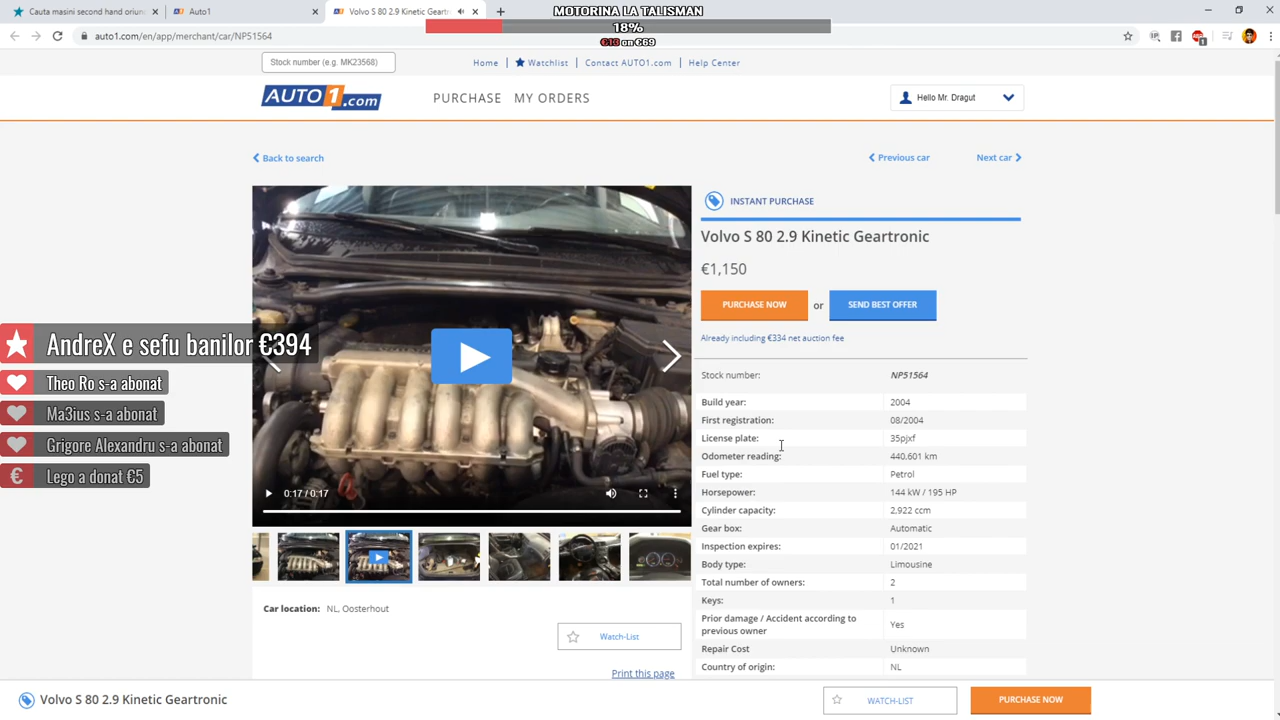 Cauta masini second hand oriun
Auto1
Volvo S 80 2.9 Kinetic Geartr
MOTORINA LA TALISMAN
18%
€13 on €69
auto1.com/en/app/merchant/car/NP51564
Stock number (e.g. MK23568)
Home | Watchlist | Contact AUTO1.com | Help Center
AUTO1.com
PURCHASE MY ORDERS
Hello Mr. Dragut
Back to search
Previous car
Next car
INSTANT PURCHASE
Volvo S 80 2.9 Kinetic Geartronic
€1,150
PURCHASE NOW or SEND BEST OFFER
Already including €334 net auction fee
AndreX e sefu banilor €394
Theo Ro s-a abonat
Ma3ius s-a abonat
Grigore Alexandru s-a abonat
Lego a donat €5
0:17 / 0:17
Stock number: NP51564
Build year: 2004
First registration: 08/2004
License plate: 35pjxf
Odometer reading: 440,601 km
Fuel type: Petrol
Horsepower: 144 kW / 195 HP
Cylinder capacity: 2,922 ccm
Gear box: Automatic
Inspection expires: 01/2021
Body type: Limousine
Total number of owners: 2
Keys: 1
Prior damage / Accident according to
previous owner Yes
Repair Cost Unknown
Country of origin: NL
Car location: NL, Oosterhout
Watch-List
Print this page
Volvo S 80 2.9 Kinetic Geartronic
WATCH-LIST
PURCHASE NOW